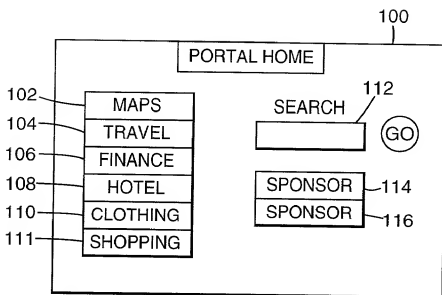 100
PORTAL HOME
102 MAPS
104 TRAVEL
106 FINANCE
108 HOTEL
110 CLOTHING
111 SHOPPING
112
SEARCH
GO
SPONSOR 114
SPONSOR 116